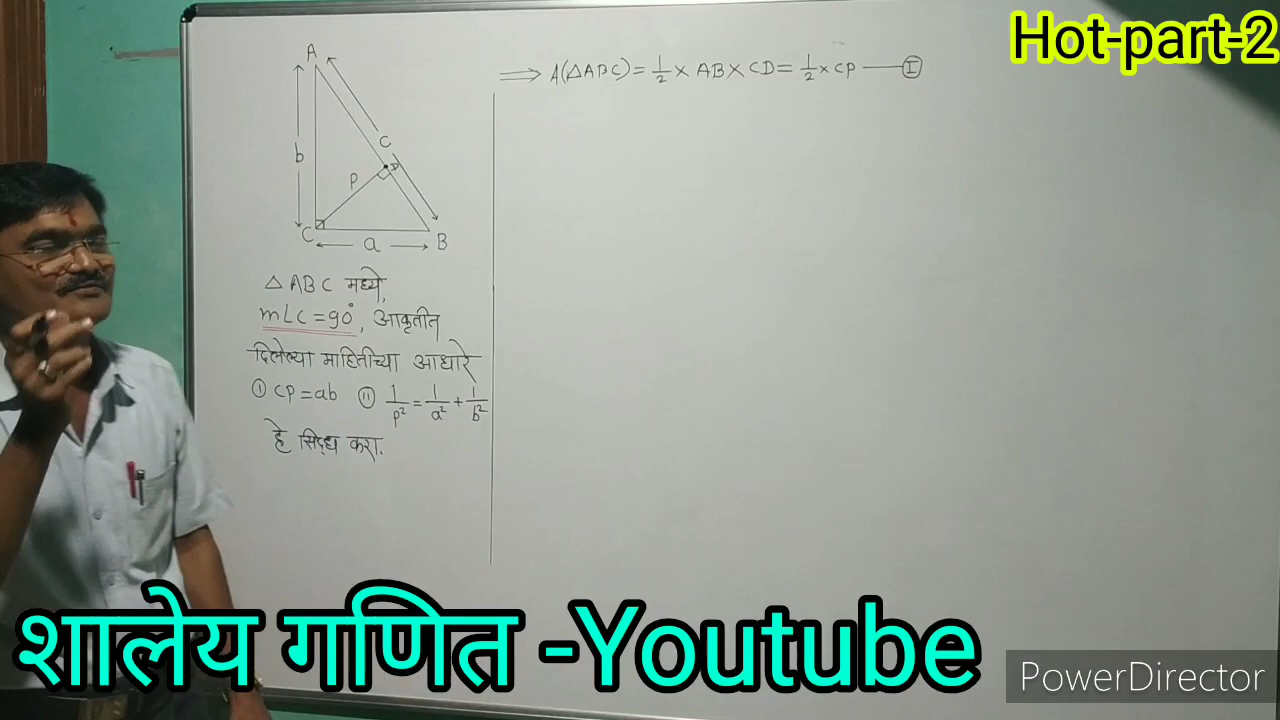 Hot-part-2
A
b
c
D
p
C
a
B
⟹ A(△ABC) = 1/2 × AB × CD = 1/2 × cp —— Ⅰ
△ABC मध्ये,
m∠C = 90°, आकृतीत
दिलेल्या माहितीच्या आधारे
ⓘ cp = ab ⓘⓘ 1/p² = 1/a² + 1/b²
हे सिद्ध करा.
शालेय गणित -Youtube
PowerDirector